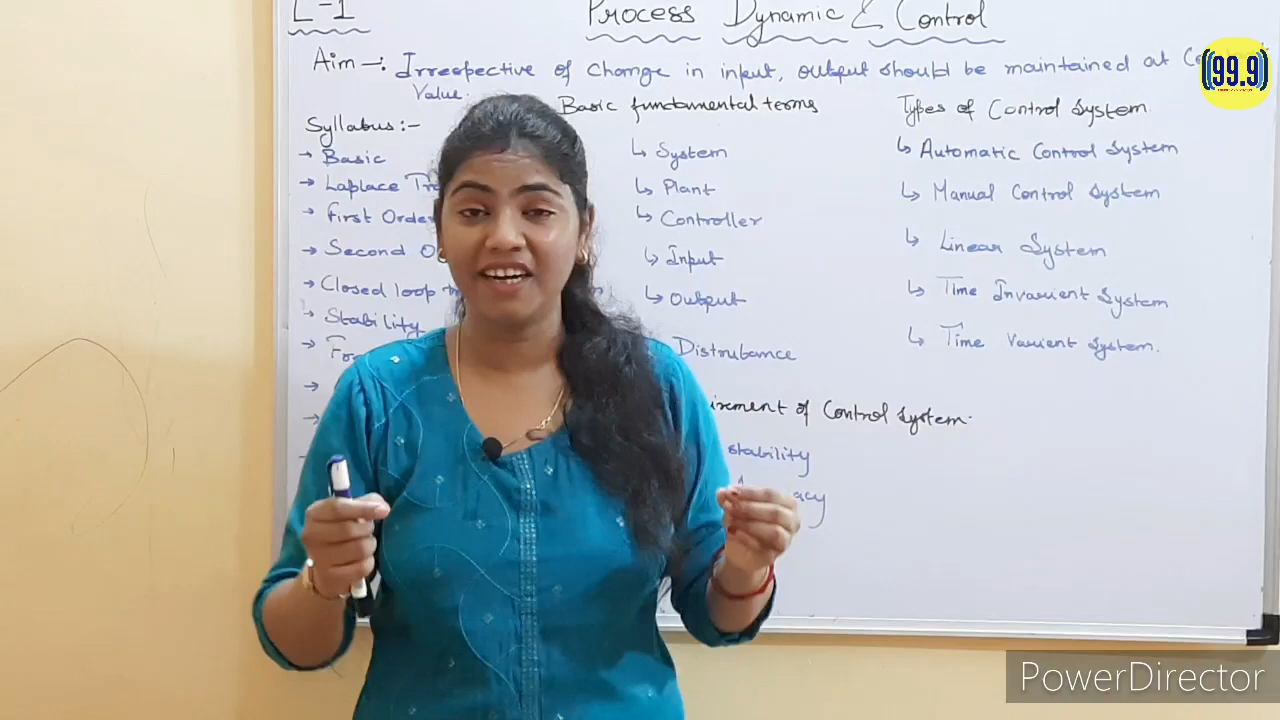 L-1
Process Dynamic & Control
Aim -: Irrespective of change in input, output should be maintained at
Value.
Syllabus:-
→ Basic
→ Laplace
→ First Order
→ Second
→ Closed loop
→ Stability
Basic fundamental terms
↳ System
↳ Plant
↳ Controller
↳ Input
↳ Output
Distrubance
of Control System.
stability
Types of Control System.
↳ Automatic Control System
↳ Manual Control System
↳ Linear System
↳ Time Invarient System
↳ Time Varient System.
(99.9)
PowerDirector